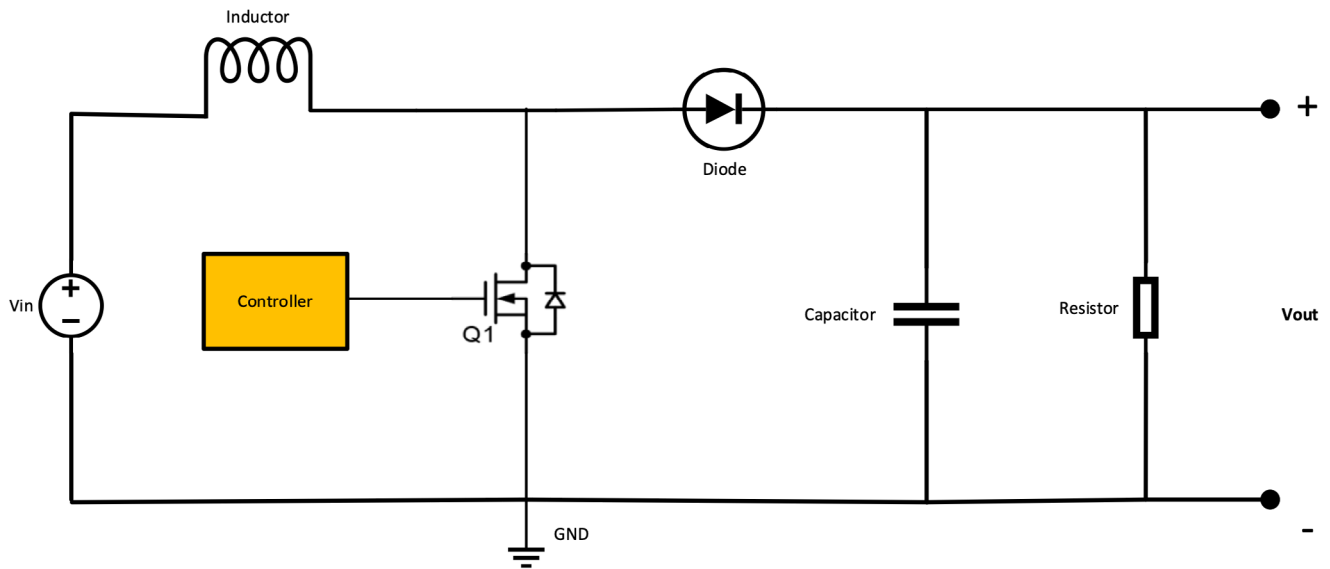 Inductor
+
Diode
Vin
+
−
Controller
Q1
Capacitor
Resistor
Vout
GND
-